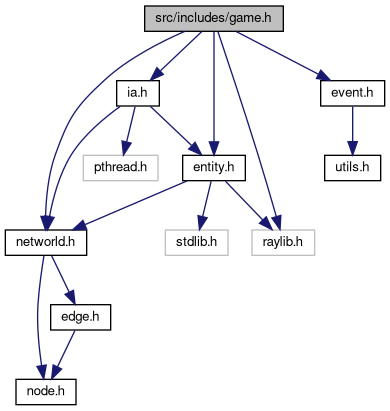 src/includes/game.h
ia.h
event.h
pthread.h
entity.h
utils.h
networld.h
stdlib.h
raylib.h
edge.h
node.h